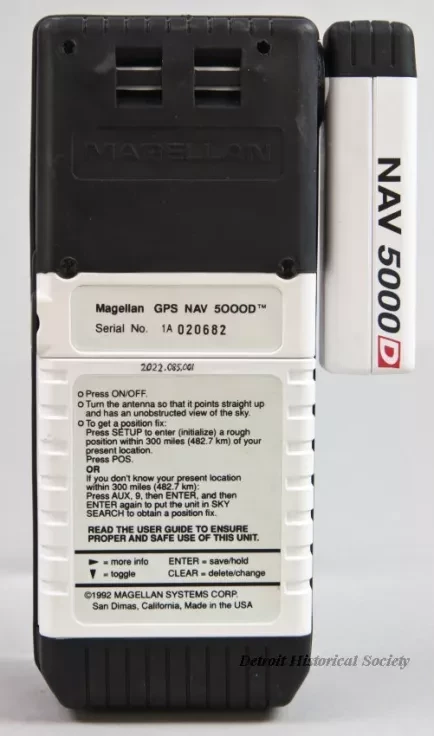 MAGELLAN
NAV 5000D
Magellan GPS NAV 5000D™
Serial No. 1A 020682
2022.085.001
o Press ON/OFF.
o Turn the antenna so that it points straight up
and has an unobstructed view of the sky.
o To get a position fix:
Press SETUP to enter (initialize) a rough
position within 300 miles (482.7 km) of your
present location.
Press POS.
OR
If you don't know your present location
within 300 miles (482.7 km):
Press AUX, 9, then ENTER, and then
ENTER again to put the unit in SKY
SEARCH to obtain a position fix.
READ THE USER GUIDE TO ENSURE
PROPER AND SAFE USE OF THIS UNIT.
► = more info ENTER = save/hold
▼ = toggle CLEAR = delete/change
©1992 MAGELLAN SYSTEMS CORP.
San Dimas, California, Made in the USA
Detroit Historical Society